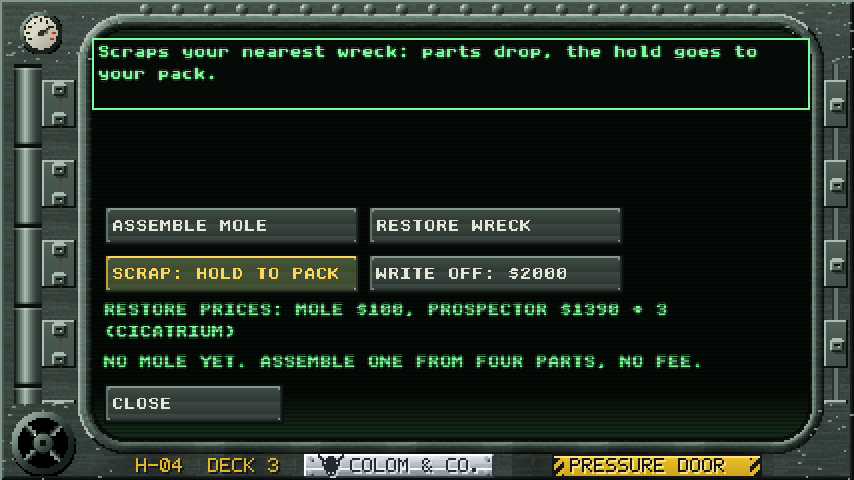 Scraps your nearest wreck: parts drop, the hold goes to
your pack.
ASSEMBLE MOLE
RESTORE WRECK
SCRAP: HOLD TO PACK
WRITE OFF: $2000
RESTORE PRICES: MOLE $100, PROSPECTOR $1390 + 3
(CICATRIUM)
NO MOLE YET. ASSEMBLE ONE FROM FOUR PARTS, NO FEE.
CLOSE
H-04 DECK 3
COLOM & CO.
PRESSURE DOOR